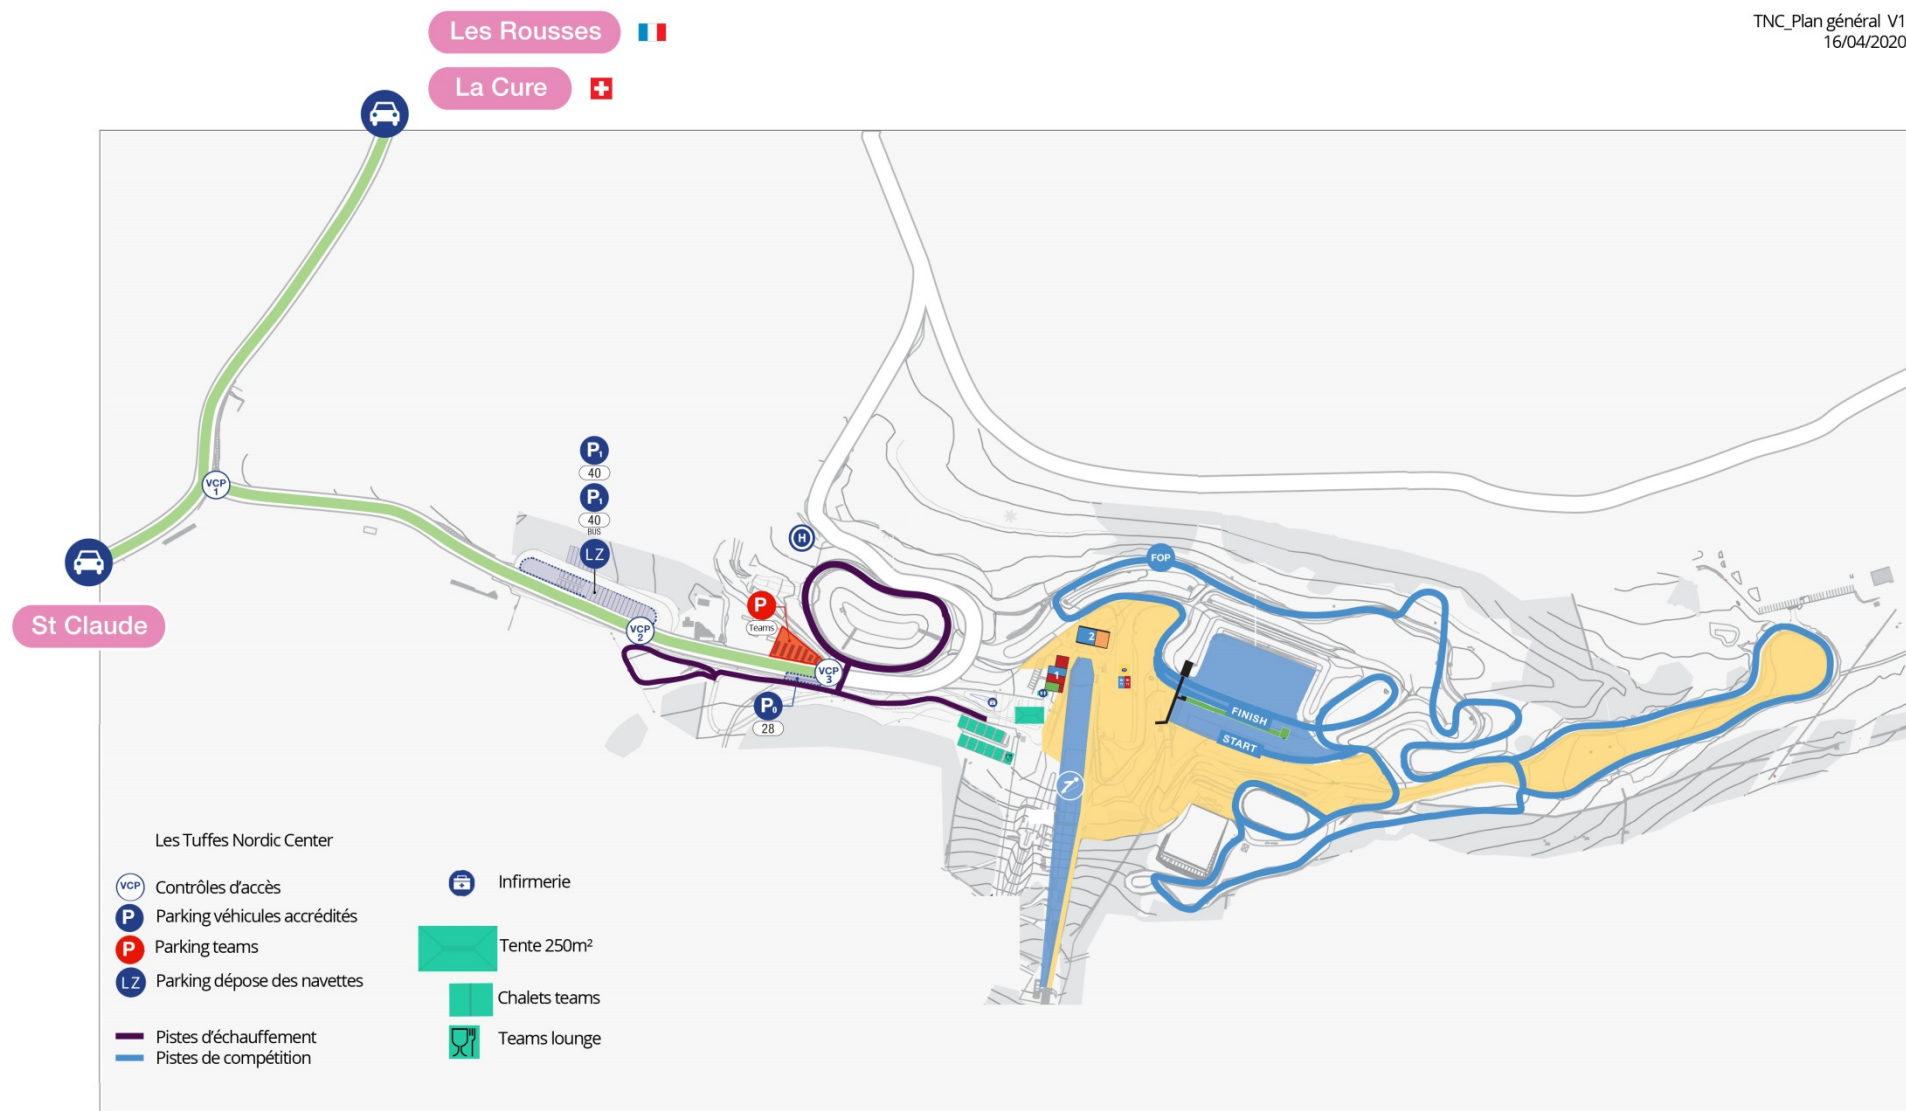 Les Rousses
TNC_Plan général V1
16/04/2020
La Cure
P1
40
P1
40
BUS
LZ
VCP
1
H
FOP
St Claude
P
Teams
VCP
2
2
VCP
3
1
P0
28
FINISH
START
Les Tuffes Nordic Center
VCP Contrôles d'accès
P Parking véhicules accrédités
P Parking teams
LZ Parking dépose des navettes
Pistes d'échauffement
Pistes de compétition
Infirmerie
Tente 250m²
Chalets teams
Teams lounge